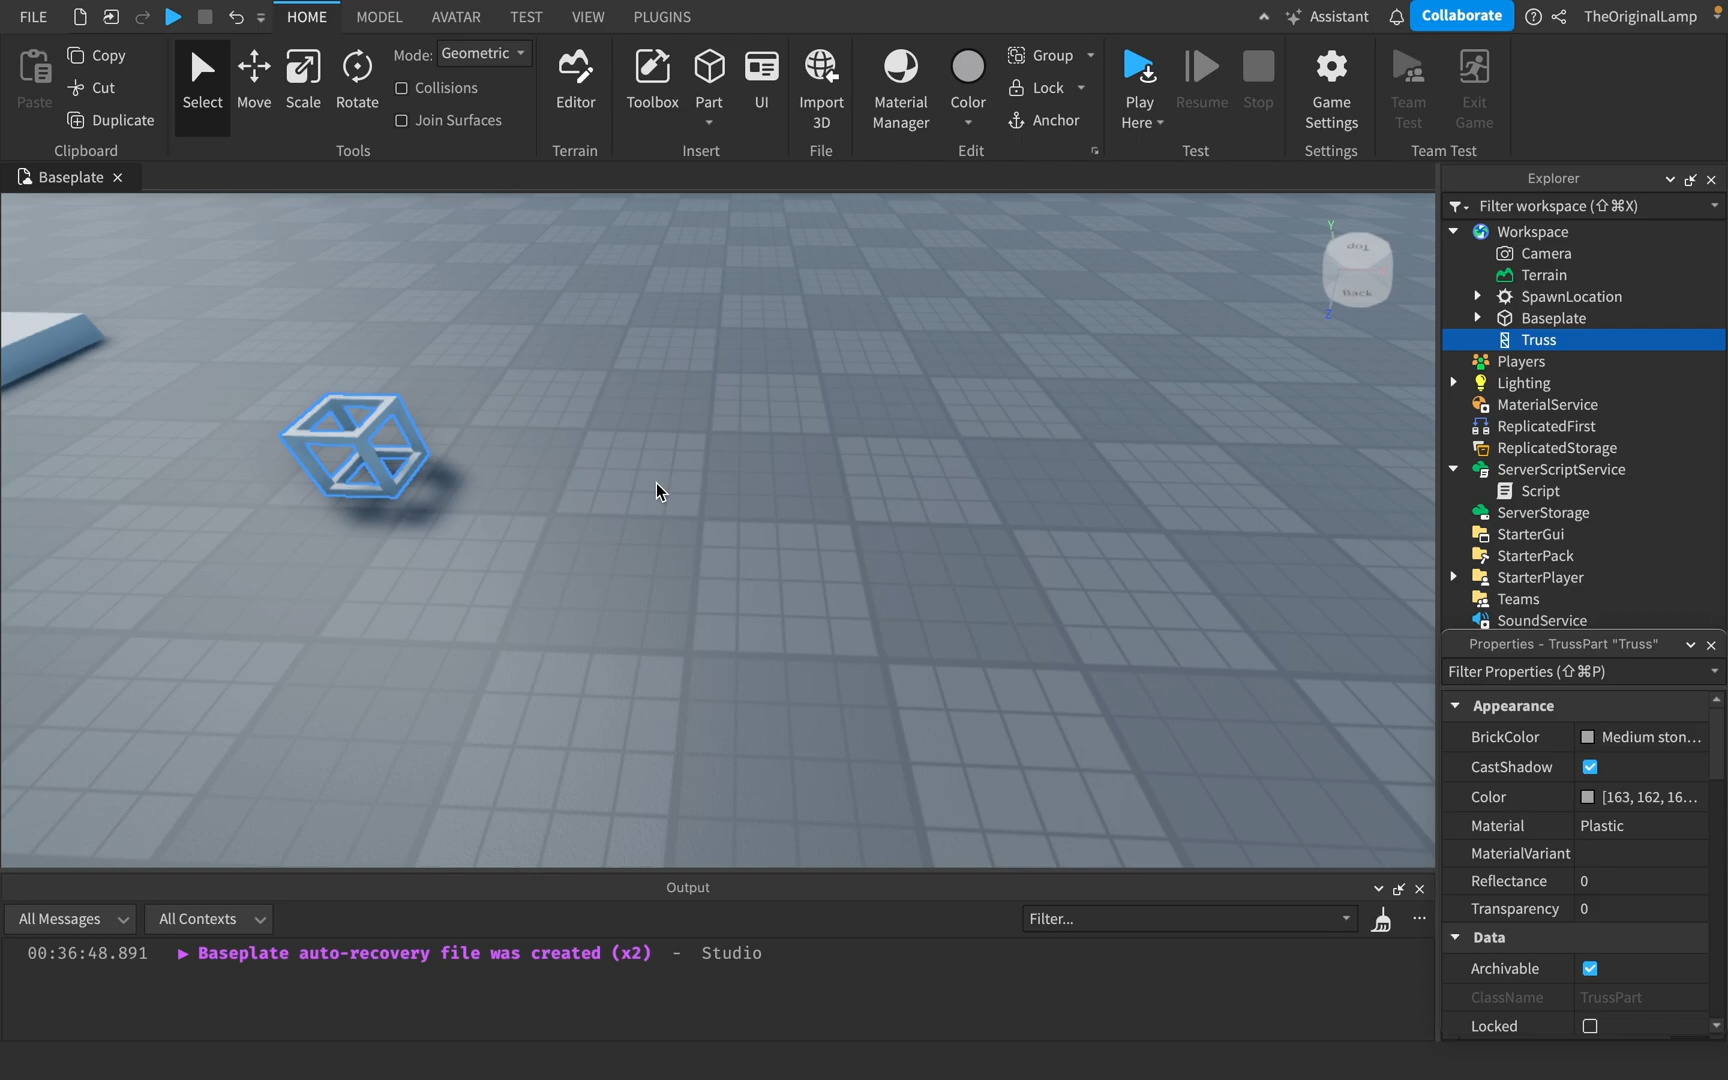 FILE HOME MODEL AVATAR TEST VIEW PLUGINS Assistant Collaborate TheOriginalLamp
Paste
Copy
Cut
Duplicate
Clipboard
Select Move Scale Rotate
Mode: Geometric
Collisions
Join Surfaces
Tools
Editor
Terrain
Toolbox Part UI
Insert
Import
3D
File
Material
Manager
Color
Group
Lock
Anchor
Edit
Play
Here
Resume Stop
Test
Game
Settings
Settings
Team
Test
Exit
Game
Team Test
Baseplate
Top
Back
Y
Z
Explorer
Filter workspace (⇧⌘X)
Workspace
Camera
Terrain
SpawnLocation
Baseplate
Truss
Players
Lighting
MaterialService
ReplicatedFirst
ReplicatedStorage
ServerScriptService
Script
ServerStorage
StarterGui
StarterPack
StarterPlayer
Teams
SoundService
Properties - TrussPart "Truss"
Filter Properties (⇧⌘P)
Appearance
BrickColor Medium ston...
CastShadow
Color [163, 162, 16...
Material Plastic
MaterialVariant
Reflectance 0
Transparency 0
Data
Archivable
ClassName TrussPart
Locked
Output
All Messages All Contexts Filter...
00:36:48.891 Baseplate auto-recovery file was created (x2) - Studio